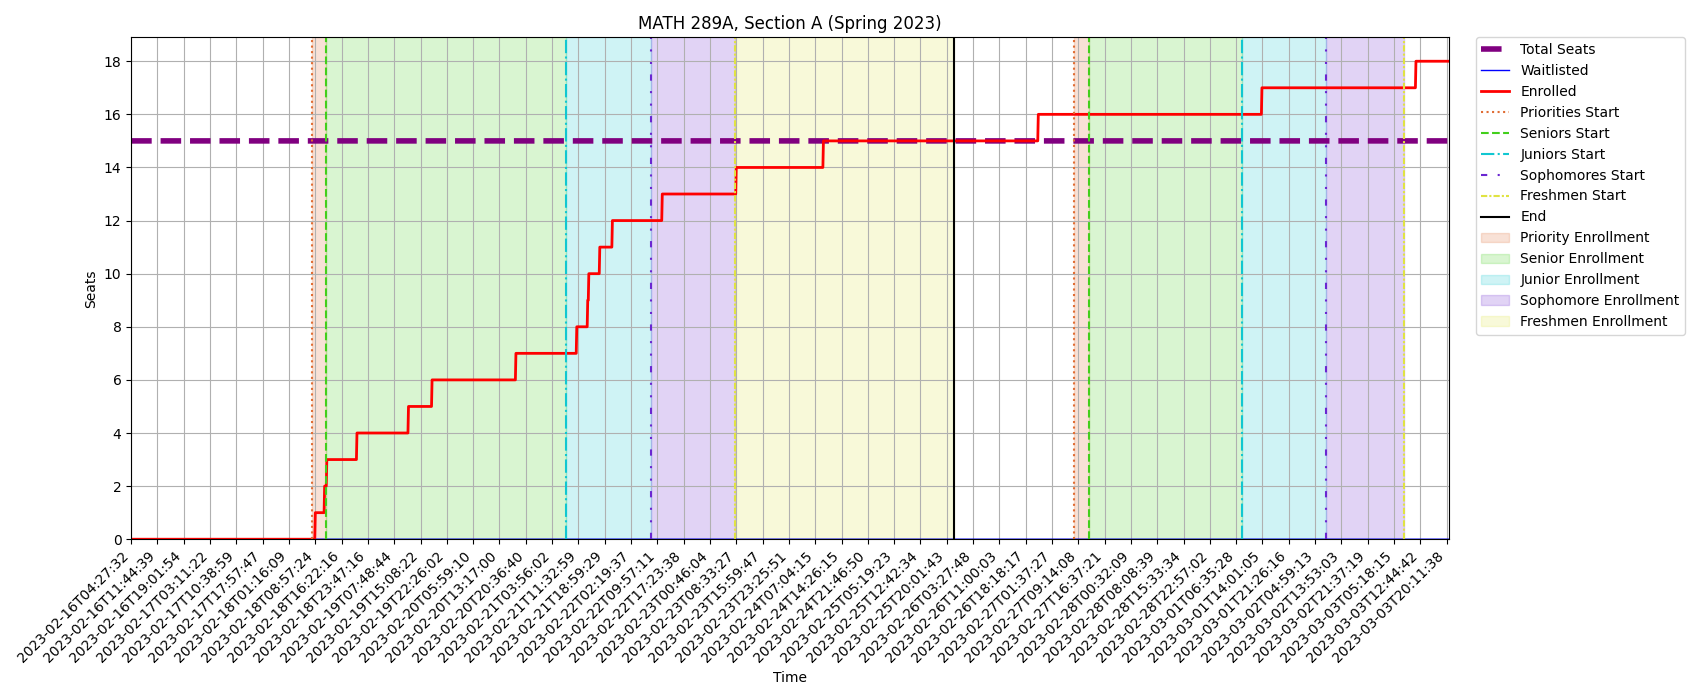 MATH 289A, Section A (Spring 2023)
Seats
18
16
14
12
10
8
6
4
2
0
2023-02-16T04:27:32
2023-02-16T11:44:39
2023-02-16T19:01:54
2023-02-17T03:11:22
2023-02-17T10:38:59
2023-02-17T17:57:47
2023-02-18T01:16:09
2023-02-18T08:57:24
2023-02-18T16:22:16
2023-02-18T23:47:16
2023-02-19T07:48:44
2023-02-19T15:08:22
2023-02-19T22:26:02
2023-02-20T05:59:10
2023-02-20T13:17:00
2023-02-20T20:36:40
2023-02-21T03:56:02
2023-02-21T11:32:59
2023-02-21T18:59:29
2023-02-22T02:19:37
2023-02-22T09:57:11
2023-02-22T17:23:38
2023-02-23T00:46:04
2023-02-23T08:33:27
2023-02-23T15:59:47
2023-02-23T23:25:51
2023-02-24T07:04:15
2023-02-24T14:26:15
2023-02-24T21:46:50
2023-02-25T05:19:23
2023-02-25T12:42:34
2023-02-25T20:01:43
2023-02-26T03:27:48
2023-02-26T11:00:03
2023-02-26T18:18:17
2023-02-27T01:37:27
2023-02-27T09:14:08
2023-02-27T16:37:21
2023-02-28T00:32:09
2023-02-28T08:08:39
2023-02-28T15:33:34
2023-02-28T22:57:02
2023-03-01T06:35:28
2023-03-01T14:01:05
2023-03-01T21:26:16
2023-03-02T04:59:13
2023-03-02T13:53:03
2023-03-02T21:37:19
2023-03-03T05:18:15
2023-03-03T12:44:42
2023-03-03T20:11:38
Time
Total Seats
Waitlisted
Enrolled
Priorities Start
Seniors Start
Juniors Start
Sophomores Start
Freshmen Start
End
Priority Enrollment
Senior Enrollment
Junior Enrollment
Sophomore Enrollment
Freshmen Enrollment